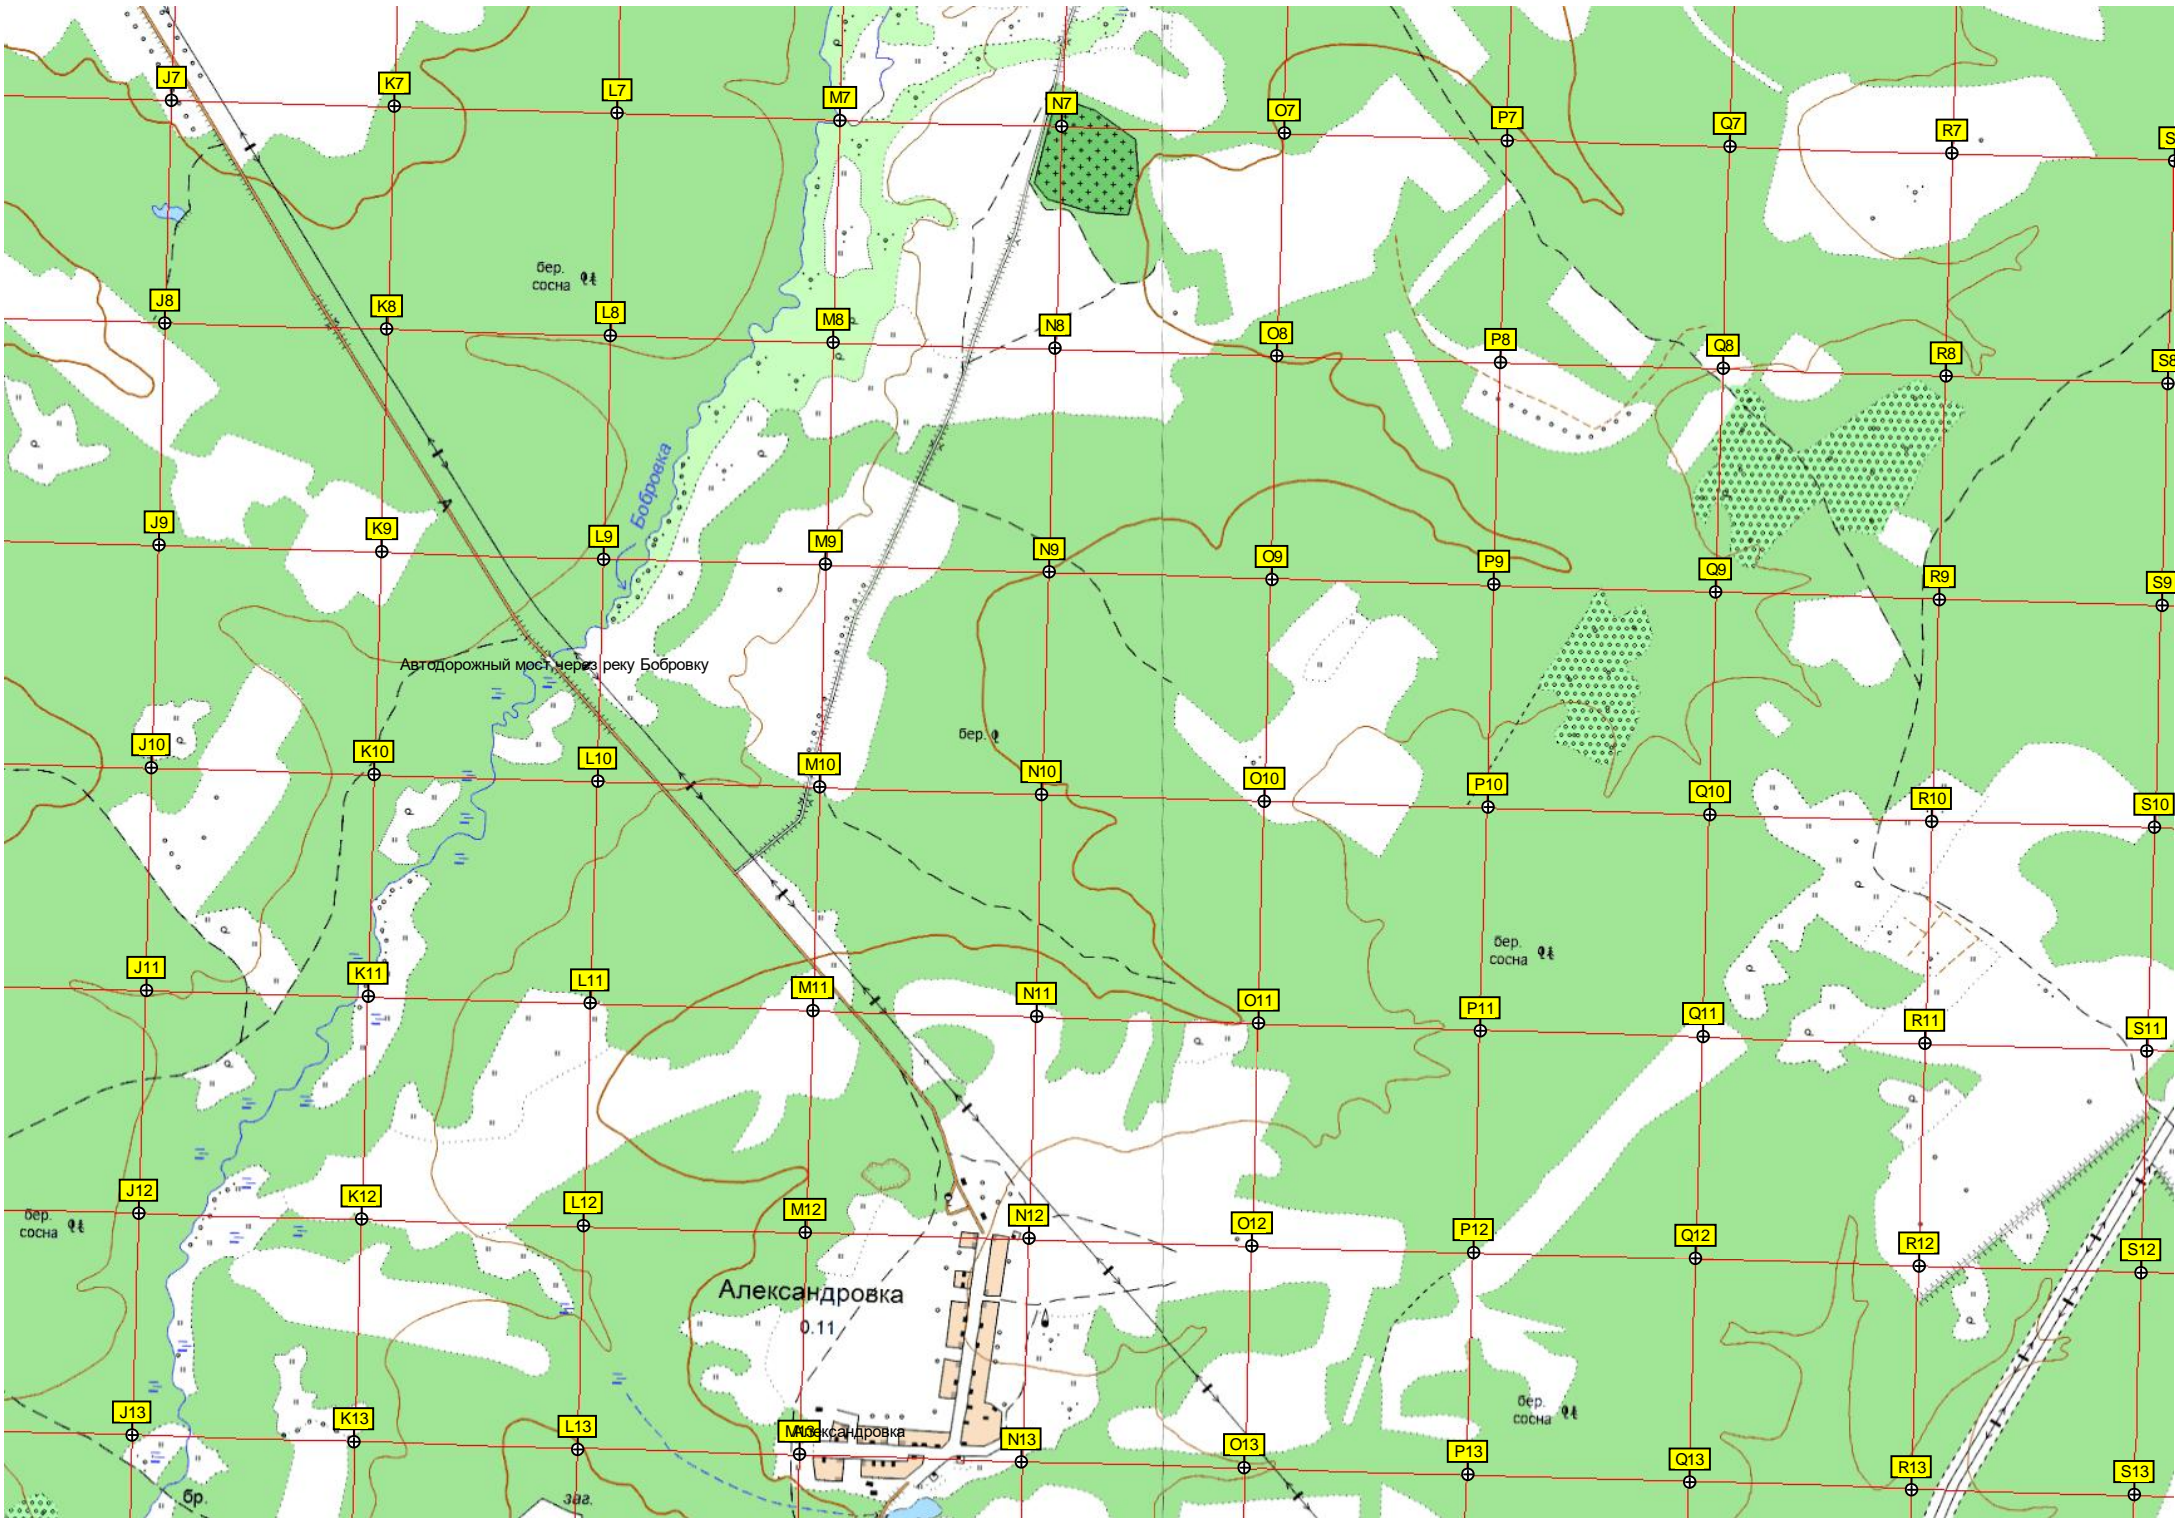 J7
K7
L7
M7
N7
O7
P7
Q7
R7
S
бер.
сосна
J8
K8
L8
M8
N8
O8
P8
Q8
R8
S8
Бобровка
J9
K9
L9
M9
N9
O9
P9
Q9
R9
S9
Автодорожный мост через реку Бобровку
бер.
J10
K10
L10
M10
N10
O10
P10
Q10
R10
S10
бер.
сосна
J11
K11
L11
M11
N11
O11
P11
Q11
R11
S11
J12
K12
L12
M12
N12
O12
P12
Q12
R12
S12
бер.
сосна
Александровка
0.11
бер.
сосна
J13
K13
L13
M13
Александровка
N13
O13
P13
Q13
R13
S13
бр.
заг.